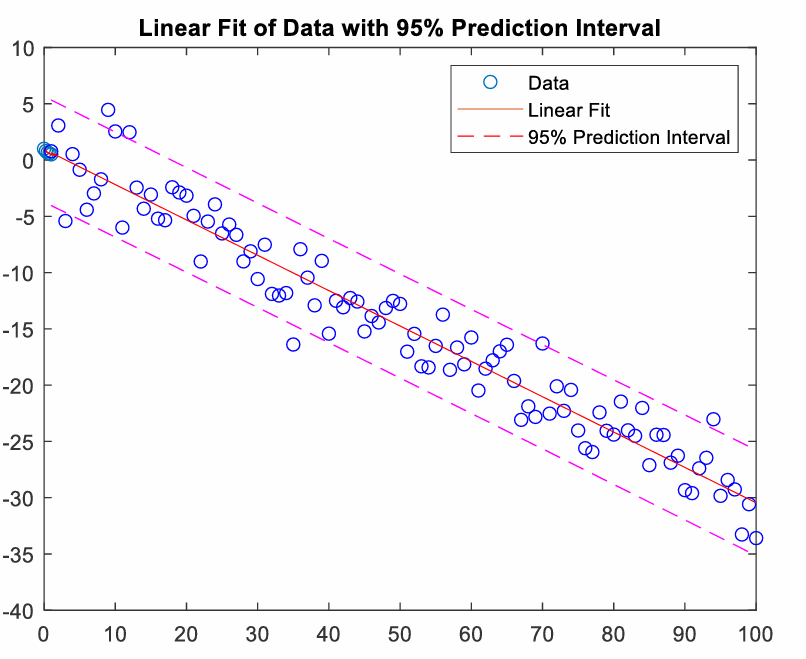 Linear Fit of Data with 95% Prediction Interval
10
5
0
-5
-10
-15
-20
-25
-30
-35
-40
Data
Linear Fit
95% Prediction Interval
0 10 20 30 40 50 60 70 80 90 100